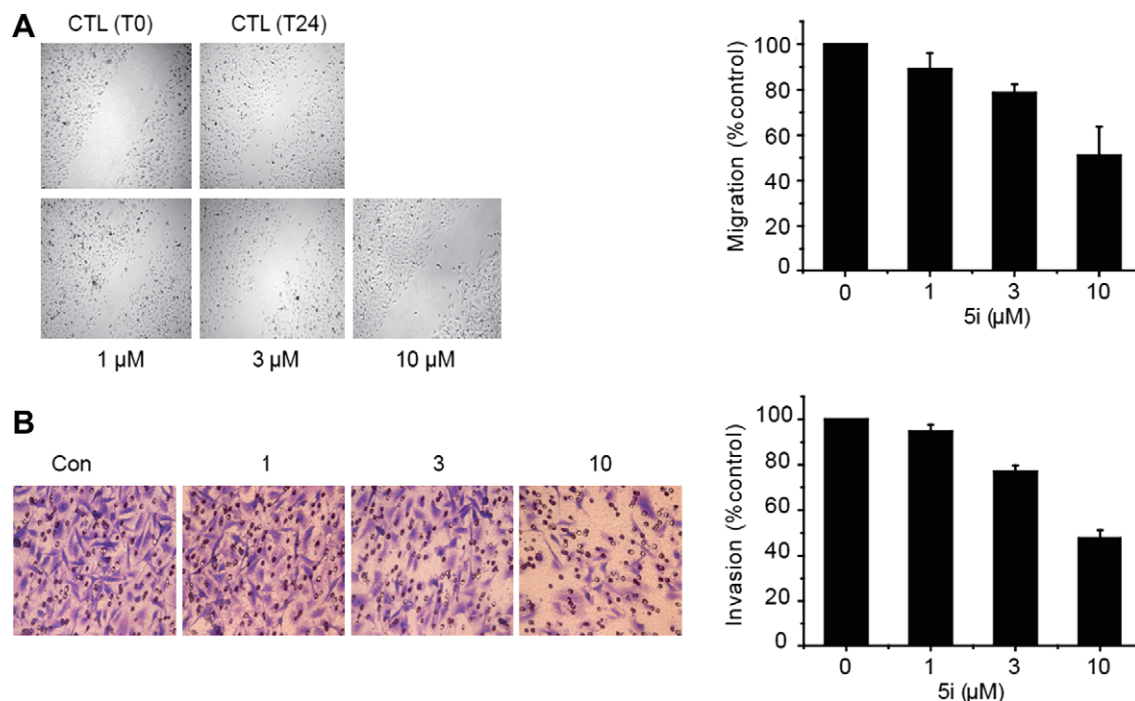 A
CTL (T0) CTL (T24)
1 µM 3 µM 10 µM
Migration (%control)
100
80
60
40
20
0
0 1 3 10
5i (µM)
B
Con 1 3 10
Invasion (%control)
100
80
60
40
20
0
0 1 3 10
5i (µM)